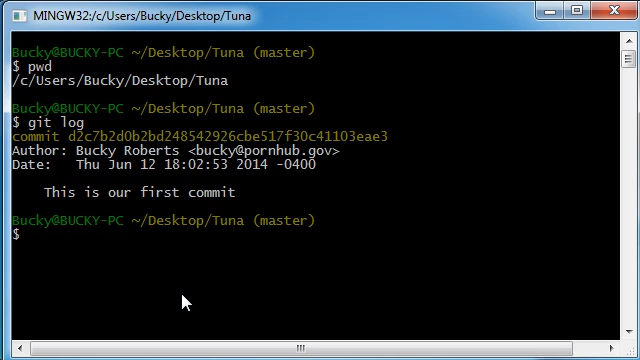 MINGW32:/c/Users/Bucky/Desktop/Tuna
Bucky@BUCKY-PC ~/Desktop/Tuna (master)
$ pwd
/c/Users/Bucky/Desktop/Tuna
Bucky@BUCKY-PC ~/Desktop/Tuna (master)
$ git log
commit d2c7b2d0b2bd248542926cbe517f30c41103eae3
Author: Bucky Roberts <bucky@pornhub.gov>
Date:   Thu Jun 12 18:02:53 2014 -0400
This is our first commit
Bucky@BUCKY-PC ~/Desktop/Tuna (master)
$